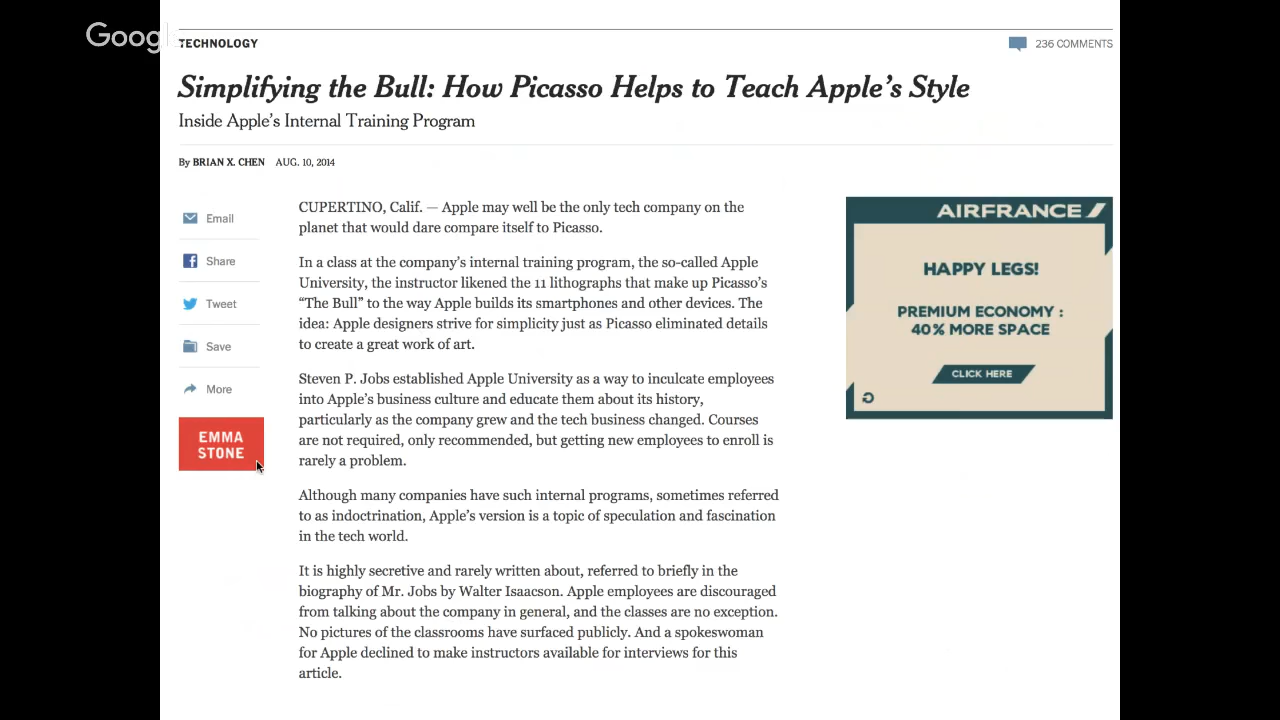 Goog
TECHNOLOGY
236 COMMENTS
Simplifying the Bull: How Picasso Helps to Teach Apple's Style
Inside Apple's Internal Training Program
By BRIAN X. CHEN AUG. 10, 2014
Email
Share
Tweet
Save
More
EMMA
STONE
CUPERTINO, Calif. — Apple may well be the only tech company on the
planet that would dare compare itself to Picasso.
In a class at the company's internal training program, the so-called Apple
University, the instructor likened the 11 lithographs that make up Picasso's
“The Bull” to the way Apple builds its smartphones and other devices. The
idea: Apple designers strive for simplicity just as Picasso eliminated details
to create a great work of art.
Steven P. Jobs established Apple University as a way to inculcate employees
into Apple's business culture and educate them about its history,
particularly as the company grew and the tech business changed. Courses
are not required, only recommended, but getting new employees to enroll is
rarely a problem.
Although many companies have such internal programs, sometimes referred
to as indoctrination, Apple's version is a topic of speculation and fascination
in the tech world.
It is highly secretive and rarely written about, referred to briefly in the
biography of Mr. Jobs by Walter Isaacson. Apple employees are discouraged
from talking about the company in general, and the classes are no exception.
No pictures of the classrooms have surfaced publicly. And a spokeswoman
for Apple declined to make instructors available for interviews for this
article.
AIRFRANCE
HAPPY LEGS!
PREMIUM ECONOMY :
40% MORE SPACE
CLICK HERE